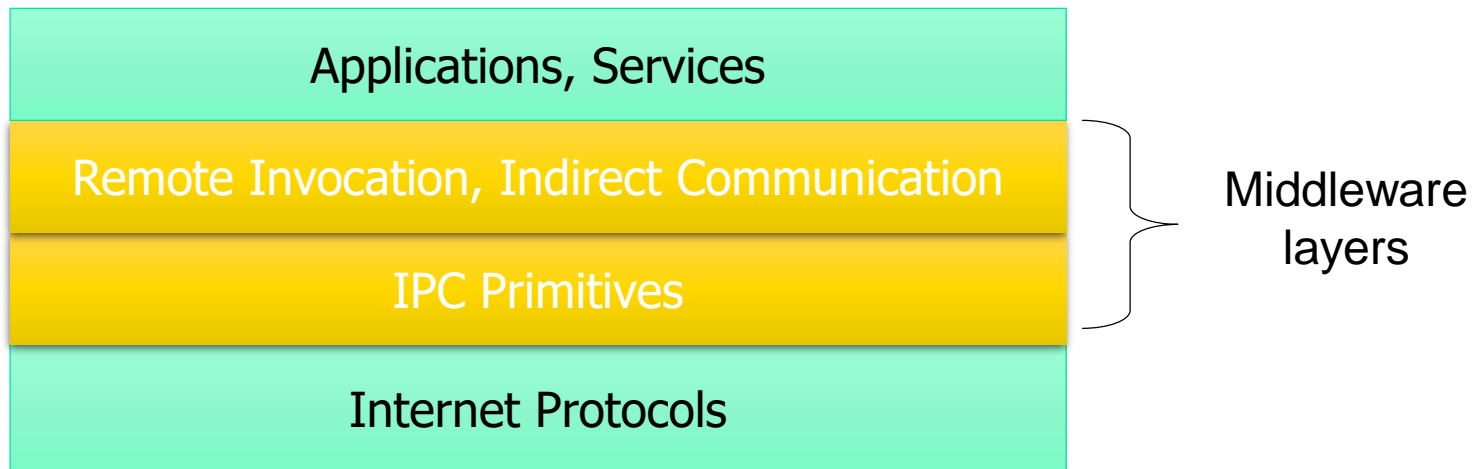 Applications, Services
Remote Invocation, Indirect Communication
IPC Primitives
Internet Protocols
Middleware
layers